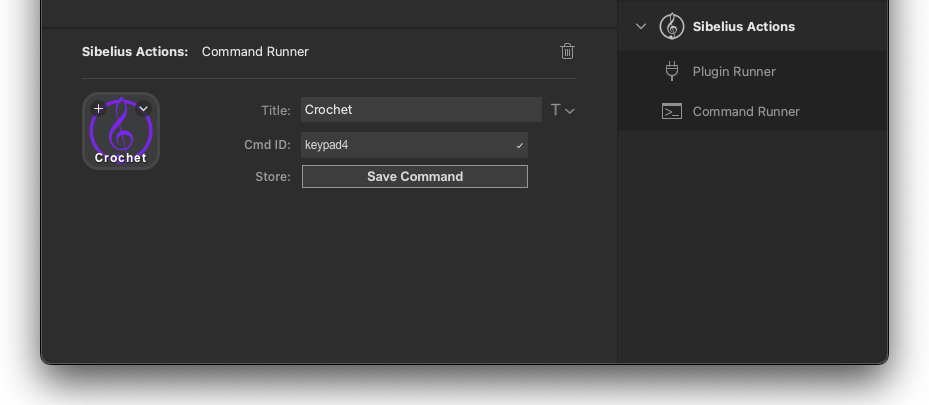 Sibelius Actions: Command Runner
Crochet
Title: Crochet T
Cmd ID: keypad4
Store: Save Command
Sibelius Actions
Plugin Runner
Command Runner